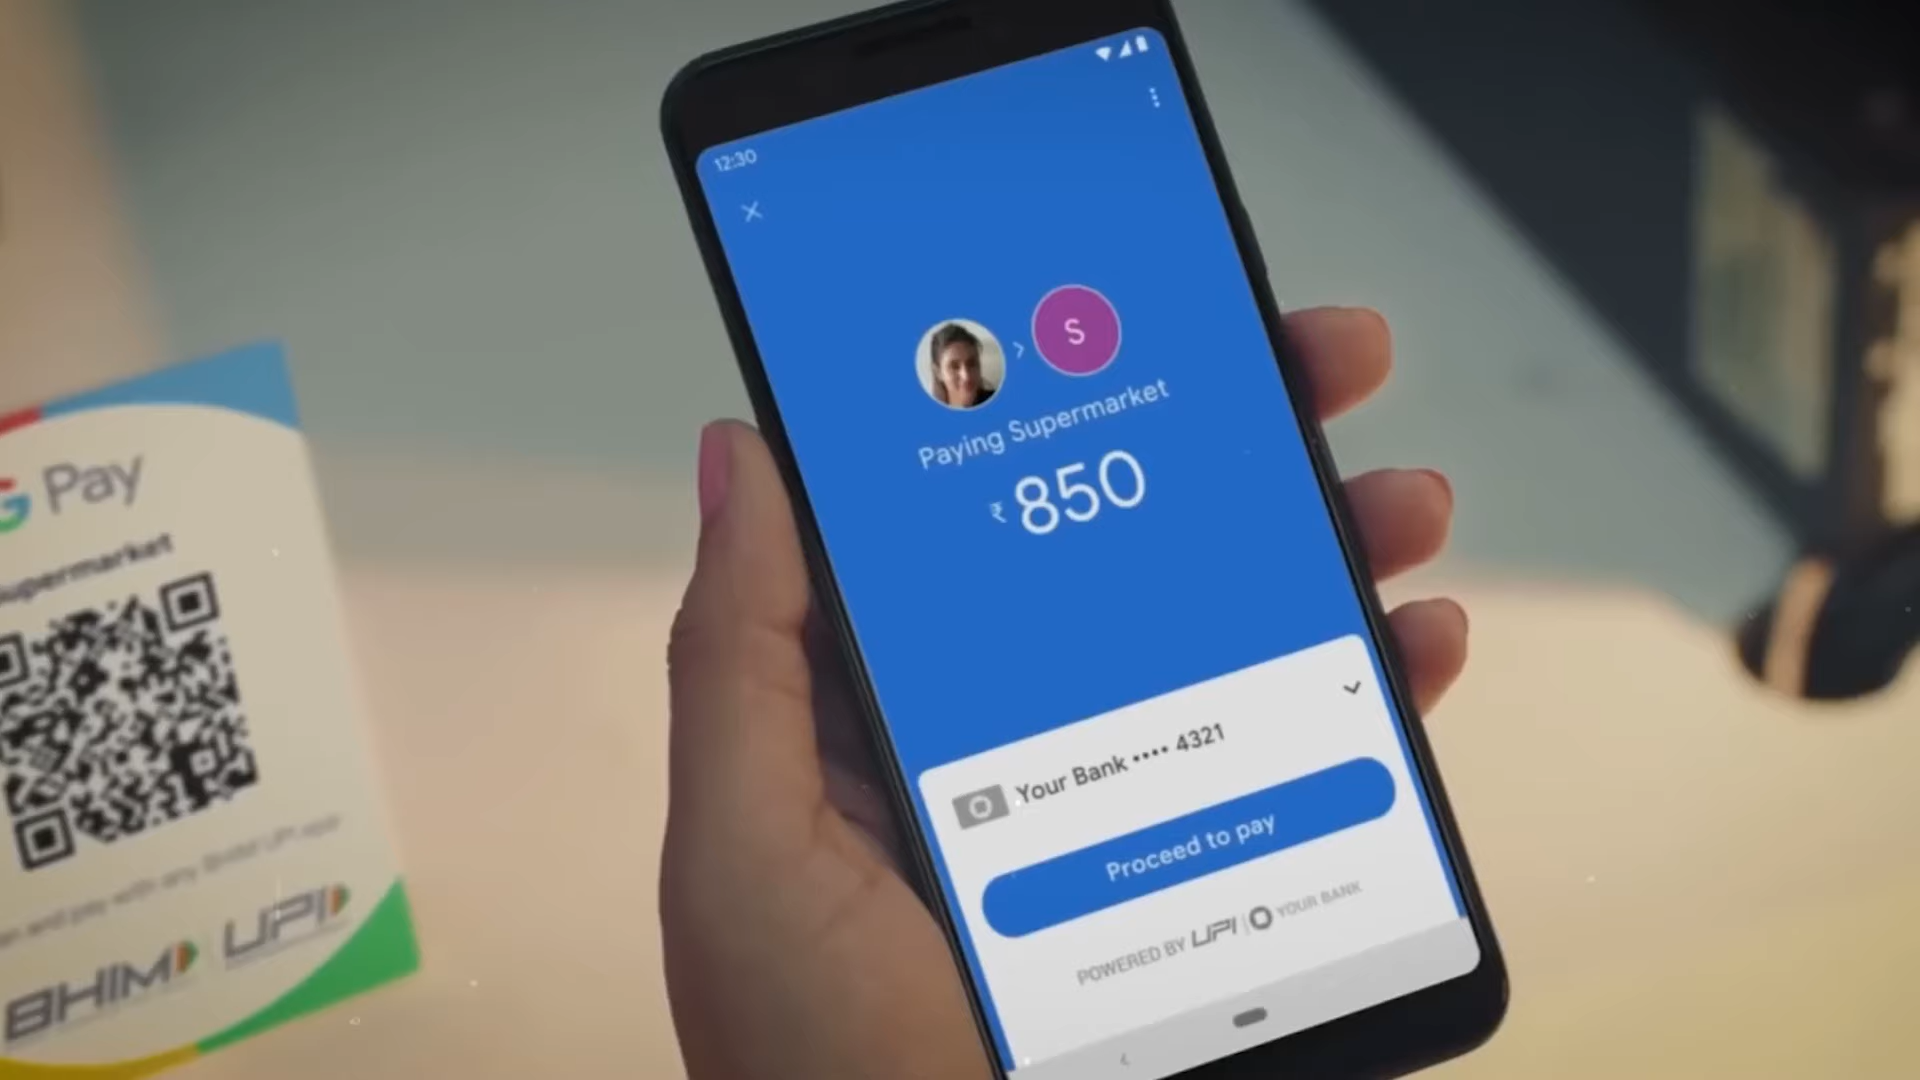 G Pay
Supermarket
BHIM UPI
12:30
S
Paying Supermarket
₹850
Your Bank •••• 4321
Proceed to pay
POWERED BY UPI | YOUR BANK